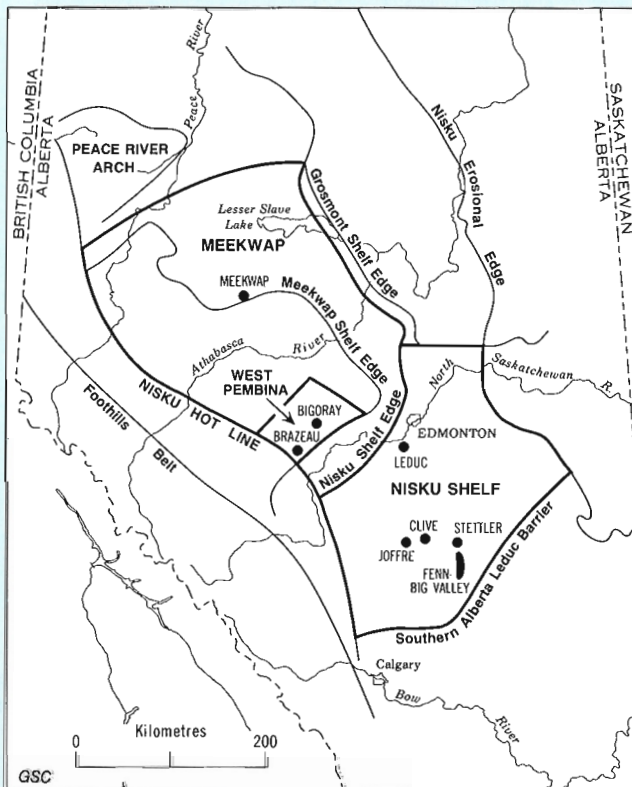 BRITISH COLUMBIA
ALBERTA
PEACE RIVER
ARCH
Peace
River
Nisku Erosional Edge
SASKATCHEWAN
ALBERTA
Lesser Slave
Lake
MEEKWAP
Grosmont Shelf Edge
MEEKWAP
Meekwap Shelf Edge
Athabasca River
WEST
PEMBINA
BIGORAY
BRAZEAU
NISKU HOT LINE
Foothills Belt
Nisku Shelf Edge
North Saskatchewan R.
EDMONTON
LEDUC
NISKU SHELF
CLIVE
STETTLER
JOFFRE
FENN-
BIG VALLEY
Southern Alberta Leduc Barrier
Calgary
Bow River
Kilometres
0 200
GSC